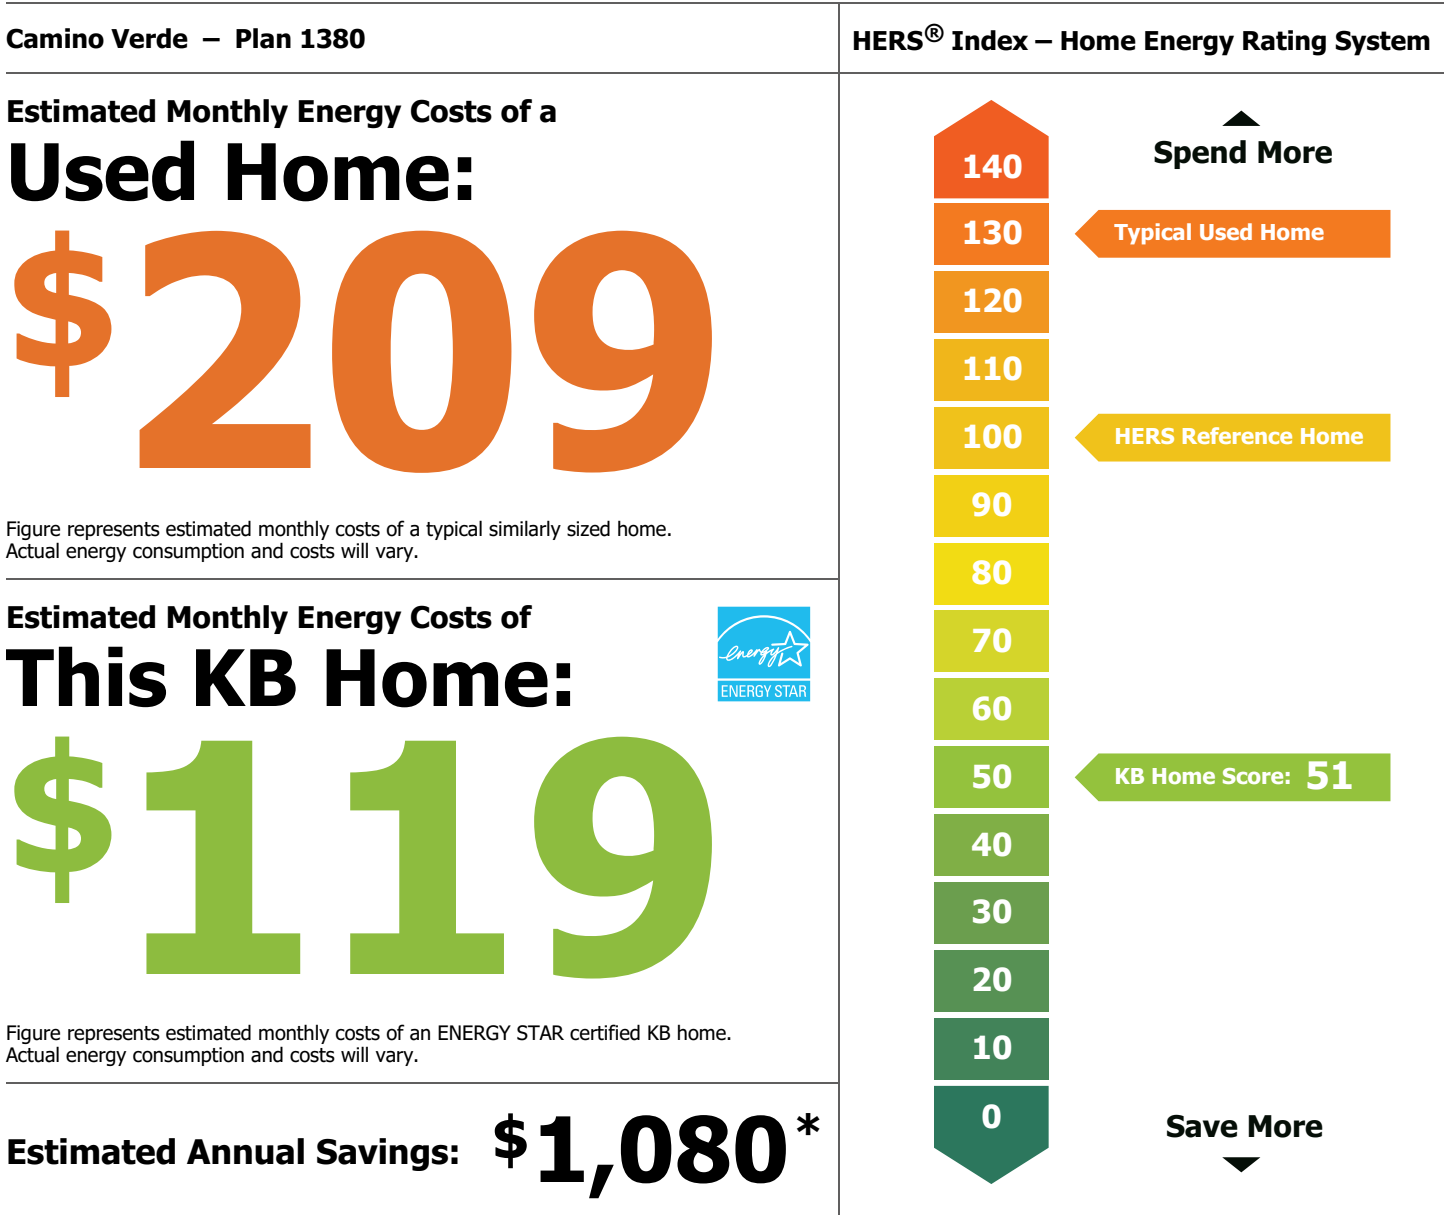 Camino Verde – Plan 1380
Estimated Monthly Energy Costs of a
Used Home:
$209
Figure represents estimated monthly costs of a typical similarly sized home.
Actual energy consumption and costs will vary.
Estimated Monthly Energy Costs of
This KB Home:
energy
ENERGY STAR
$119
Figure represents estimated monthly costs of an ENERGY STAR certified KB home.
Actual energy consumption and costs will vary.
Estimated Annual Savings: $1,080*
HERS® Index – Home Energy Rating System
Spend More
140
130 Typical Used Home
120
110
100 HERS Reference Home
90
80
70
60
50 KB Home Score: 51
40
30
20
10
0
Save More